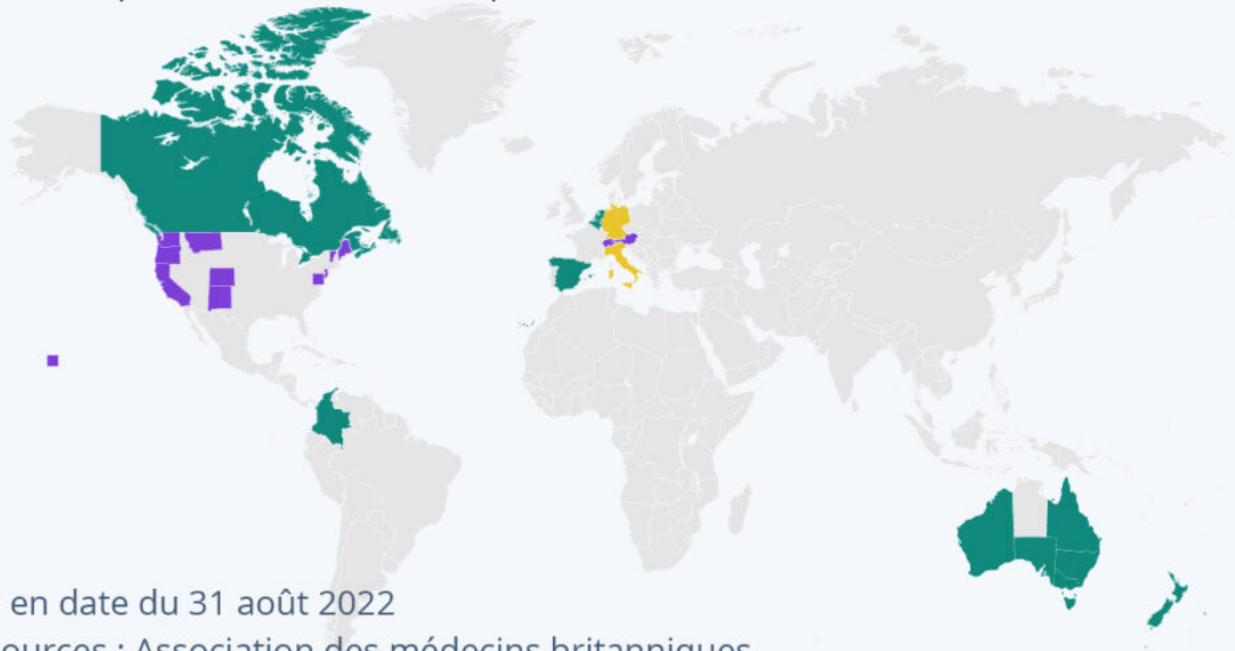 en date du 31 août 2022
ources : Association des médecins britanniques